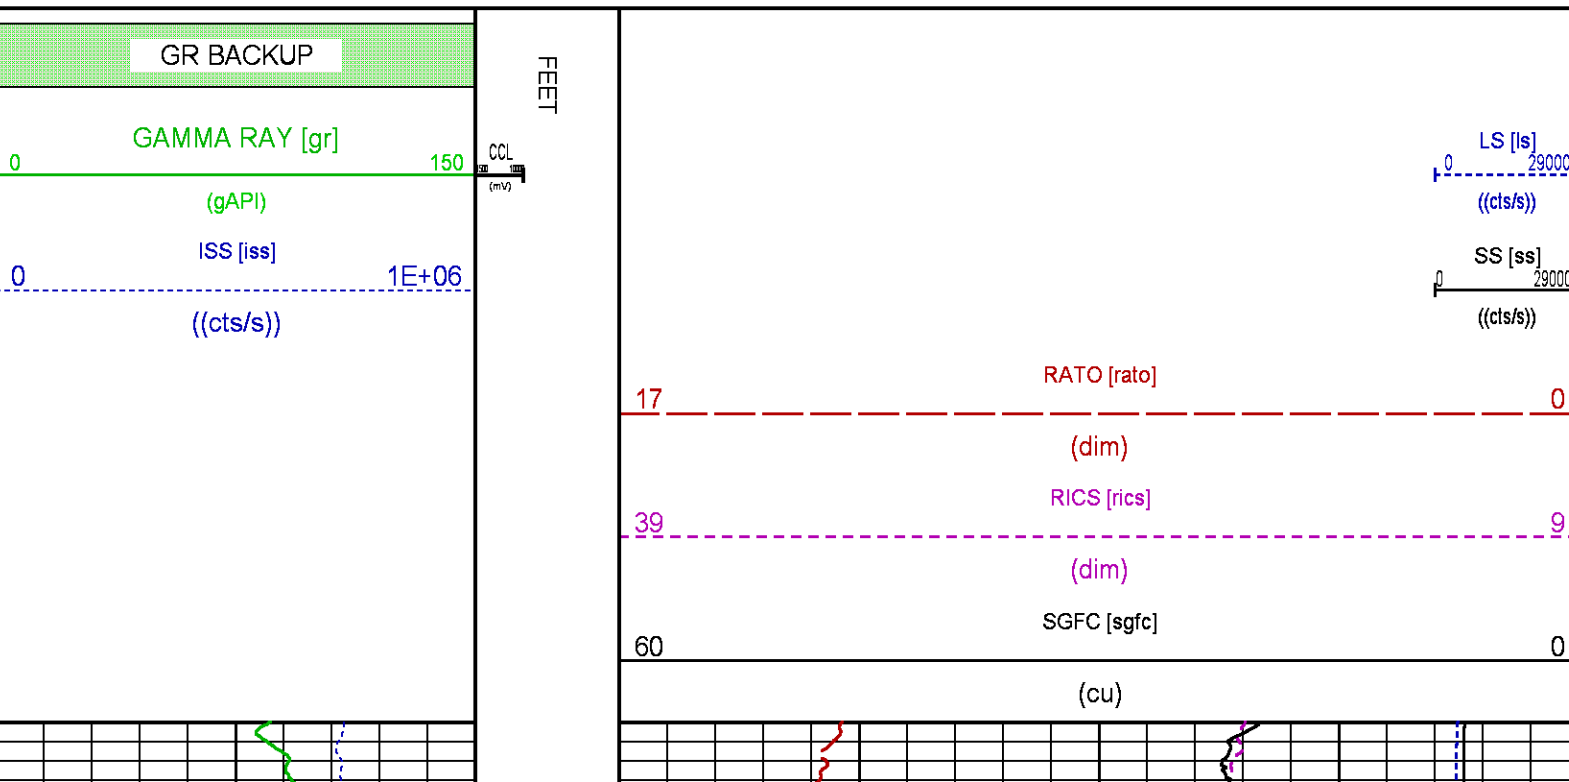 GR BACKUP
GAMMA RAY [gr]
0 150
(gAPI)
ISS [iss]
0 1E+06
((cts/s))
FEET
CCL
(mV)
LS [ls]
0 29000
((cts/s))
SS [ss]
0 29000
((cts/s))
RATO [rato]
17 0
(dim)
RICS [rics]
39 9
(dim)
SGFC [sgfc]
60 0
(cu)